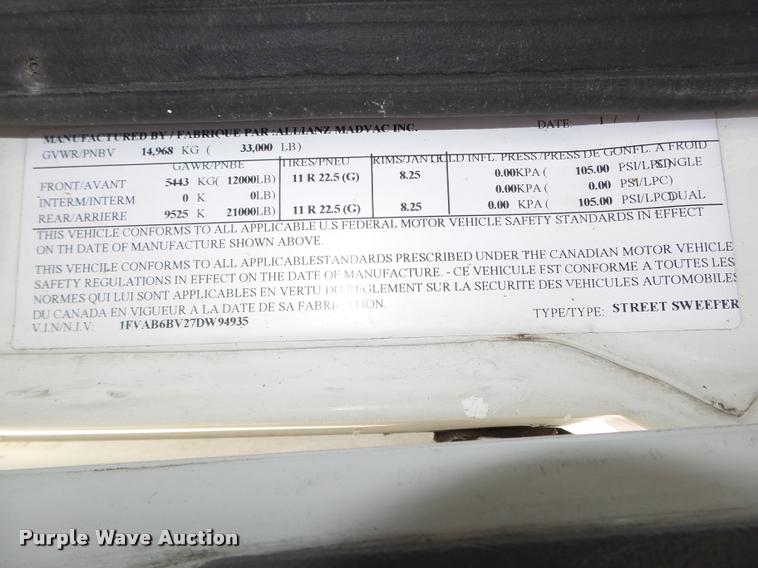 MANUFACTURED BY / FABRIQUE PAR :ALLIANZ MADVAC INC. DATE:
GVWR/PNBV 14,968 KG ( 33,000 LB)
GAWR/PNBE TIRES/PNEU RIMS/JAN INFL. PRESS./PRESS DE GONFL. A FROID
FRONT/AVANT 5443 KG( 12000LB) 11 R 22.5 (G) 8.25 0.00KPA ( 105.00 PSI/LPC) SINGLE
INTERM/INTERM 0 K 0LB) 0.00KPA ( 0.00 PSI/LPC)
REAR/ARRIERE 9525 K 21000LB) 11 R 22.5 (G) 8.25 0.00 KPA ( 105.00 PSI/LPC) DUAL
THIS VEHICLE CONFORMS TO ALL APPLICABLE U.S FEDERAL MOTOR VEHICLE SAFETY STANDARDS IN EFFECT
ON TH DATE OF MANUFACTURE SHOWN ABOVE.
THIS VEHCILE CONFORMS TO ALL APPLICABLESTANDARDS PRESCRIBED UNDER THE CANADIAN MOTOR VEHICLE
SAFETY REGULATIONS IN EFFECT ON THE DATE OF MANUFACTURE. - CE VEHICULE EST CONFORME A TOUTES LES
NORMES QUI LUI SONT APPLICABLES EN VERTU DU REGLEMENT SUR LA SECURITE DES VEHICULES AUTOMOBILES
DU CANADA EN VIGUEUR A LA DATE DE SA FABRICATION.
V.I.N/N.I.V: 1FVAB6BV27DW94935 TYPE/TYPE: STREET SWEEPER
Purple Wave Auction